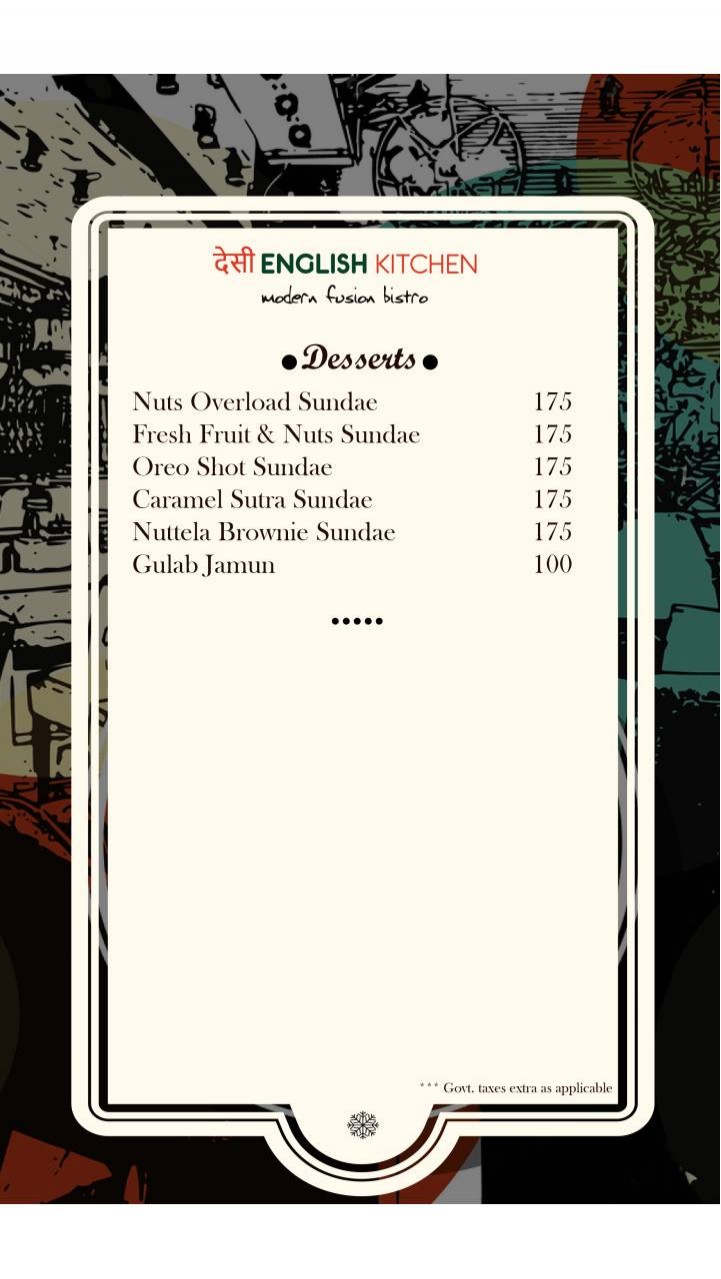 देसी ENGLISH KITCHEN
modern fusion bistro
•Desserts•
Nuts Overload Sundae 175
Fresh Fruit & Nuts Sundae 175
Oreo Shot Sundae 175
Caramel Sutra Sundae 175
Nuttela Brownie Sundae 175
Gulab Jamun 100
•••••
*** Govt. taxes extra as applicable